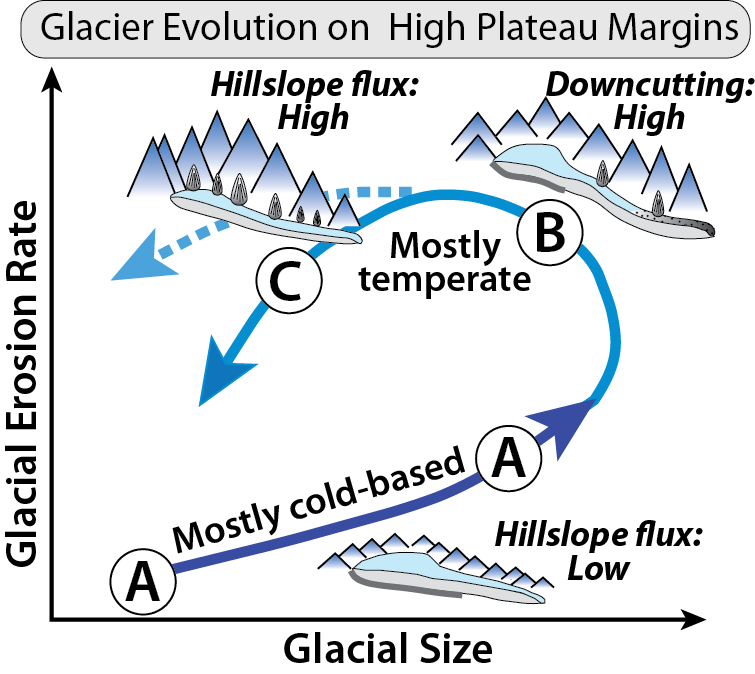 Glacier Evolution on High Plateau Margins
Hillslope flux:
High
Downcutting:
High
Glacial Erosion Rate
B
Mostly
temperate
C
A
Mostly cold-based
Hillslope flux:
Low
A
Glacial Size